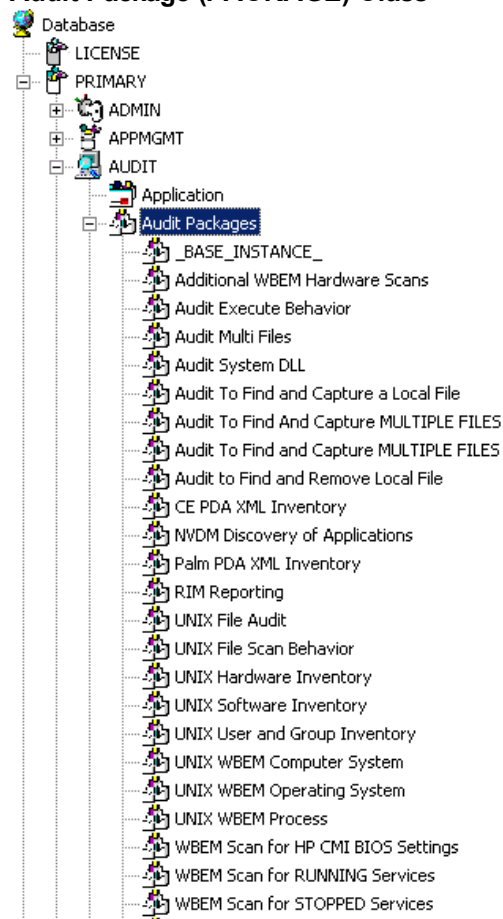 Audit Package (PACKAGE) Class
Database
LICENSE
PRIMARY
ADMIN
APPMGMT
AUDIT
Application
Audit Packages
_BASE_INSTANCE_
Additional WBEM Hardware Scans
Audit Execute Behavior
Audit Multi Files
Audit System DLL
Audit To Find and Capture a Local File
Audit To Find And Capture MULTIPLE FILES
Audit To Find and Capture MULTIPLE FILES
Audit to Find and Remove Local File
CE PDA XML Inventory
NVDM Discovery of Applications
Palm PDA XML Inventory
RIM Reporting
UNIX File Audit
UNIX File Scan Behavior
UNIX Hardware Inventory
UNIX Software Inventory
UNIX User and Group Inventory
UNIX WBEM Computer System
UNIX WBEM Operating System
UNIX WBEM Process
WBEM Scan for HP CMI BIOS Settings
WBEM Scan for RUNNING Services
WBEM Scan for STOPPED Services